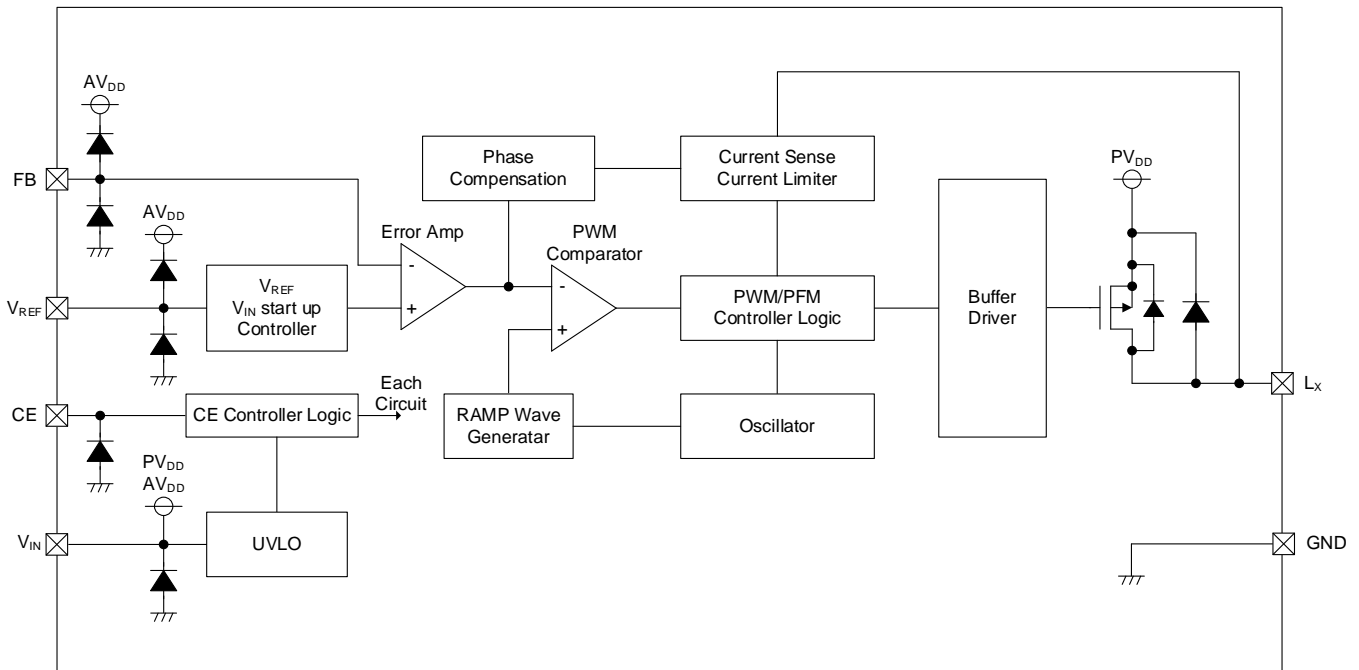 AVDD
FB
AVDD
VREF
VREF
VIN start up
Controller
Error Amp
-
+
Phase
Compensation
PWM
Comparator
-
+
Current Sense
Current Limiter
PWM/PFM
Controller Logic
Buffer
Driver
PVDD
LX
CE
CE Controller Logic
Each
Circuit
RAMP Wave
Generatar
Oscillator
PVDD
AVDD
VIN
UVLO
GND